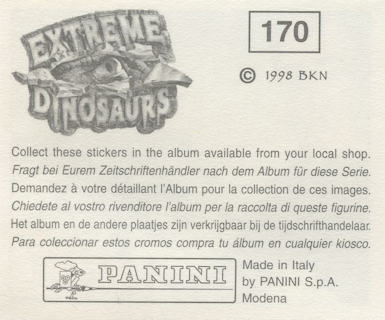 EXTREME
DINOSAURS
170
© 1998 BKN
Collect these stickers in the album available from your local shop.
Fragt bei Eurem Zeitschriftenhändler nach dem Album für diese Serie.
Demandez à votre détaillant l'Album pour la collection de ces images.
Chiedete al vostro rivenditore l'album per la raccolta di queste figurine.
Het album en de andere plaatjes zijn verkrijgbaar bij de tijdschrifthandelaar.
Para coleccionar estos cromos compra tu álbum en cualquier kiosco.
PANINI
Made in Italy
by PANINI S.p.A.
Modena